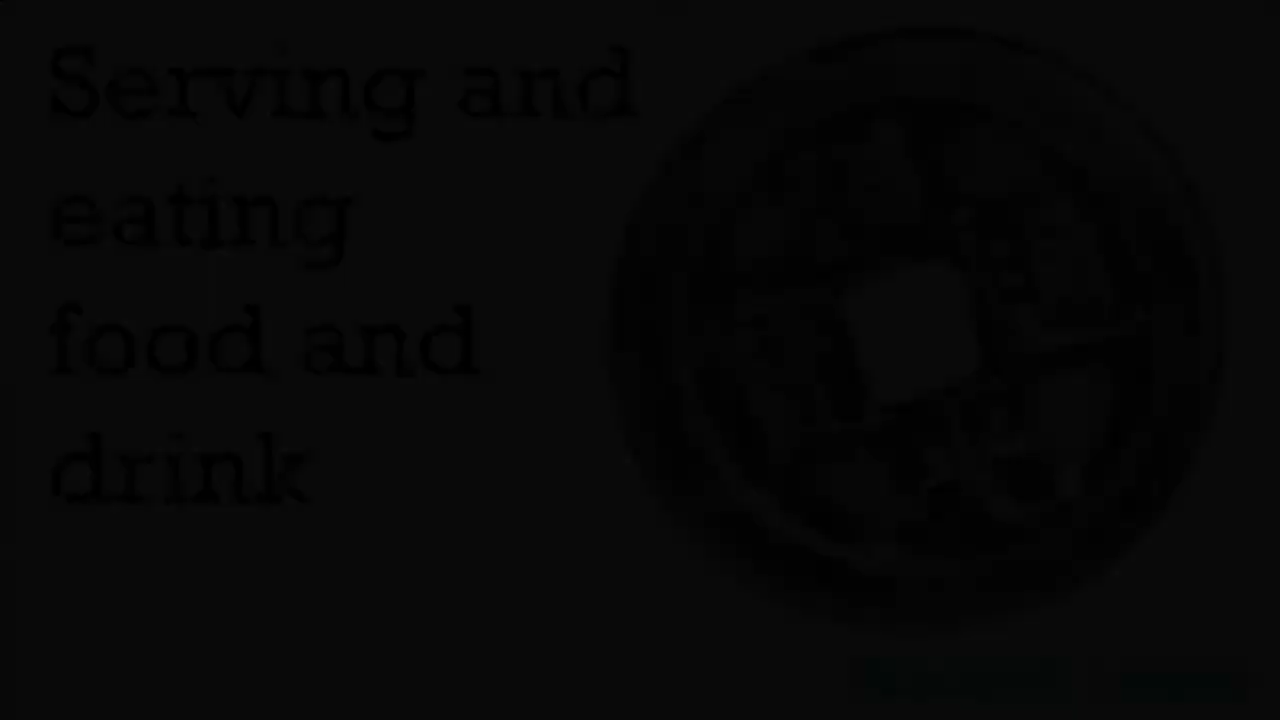 Serving and
eating
food and
drink